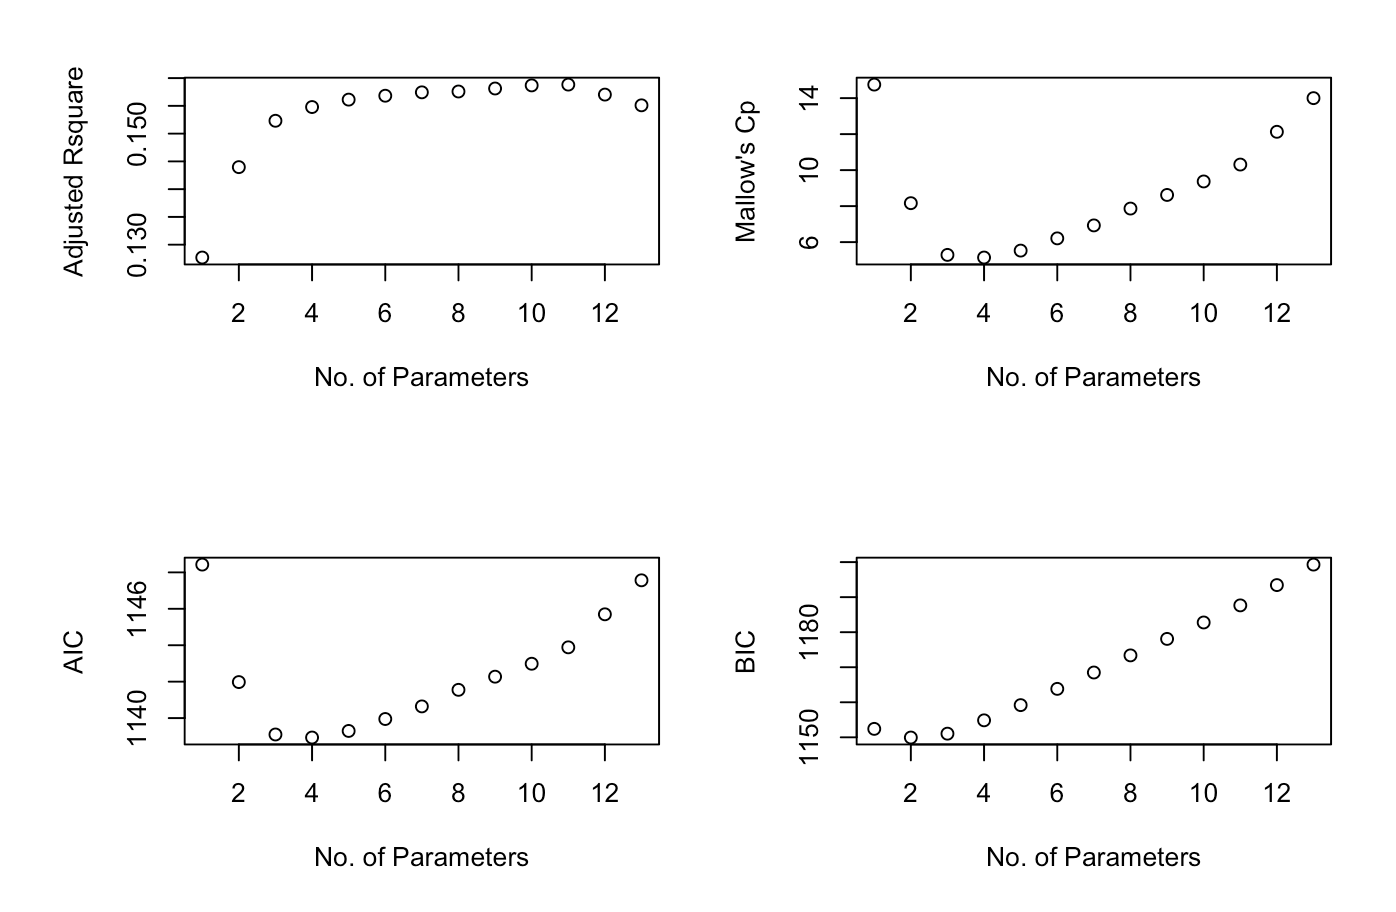 Adjusted Rsquare
0.130 0.150
2 4 6 8 10 12
No. of Parameters
Mallow's Cp
6 10 14
2 4 6 8 10 12
No. of Parameters
AIC
1140 1146
2 4 6 8 10 12
No. of Parameters
BIC
1150 1180
2 4 6 8 10 12
No. of Parameters